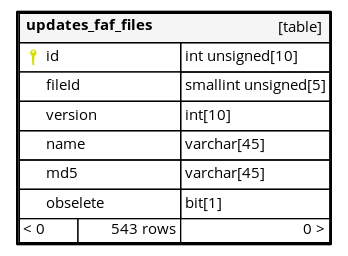 updates_faf_files [table]
id int unsigned[10]
fileId smallint unsigned[5]
version int[10]
name varchar[45]
md5 varchar[45]
obselete bit[1]
< 0 543 rows 0 >